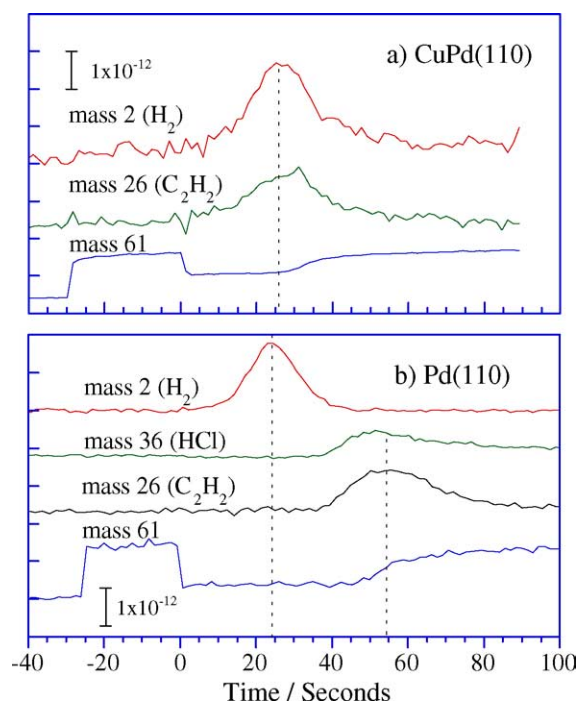 a) CuPd(110)
1x10-12
mass 2 (H2)
mass 26 (C2H2)
mass 61
b) Pd(110)
mass 2 (H2)
mass 36 (HCl)
mass 26 (C2H2)
mass 61
1x10-12
-40 -20 0 20 40 60 80 100
Time / Seconds